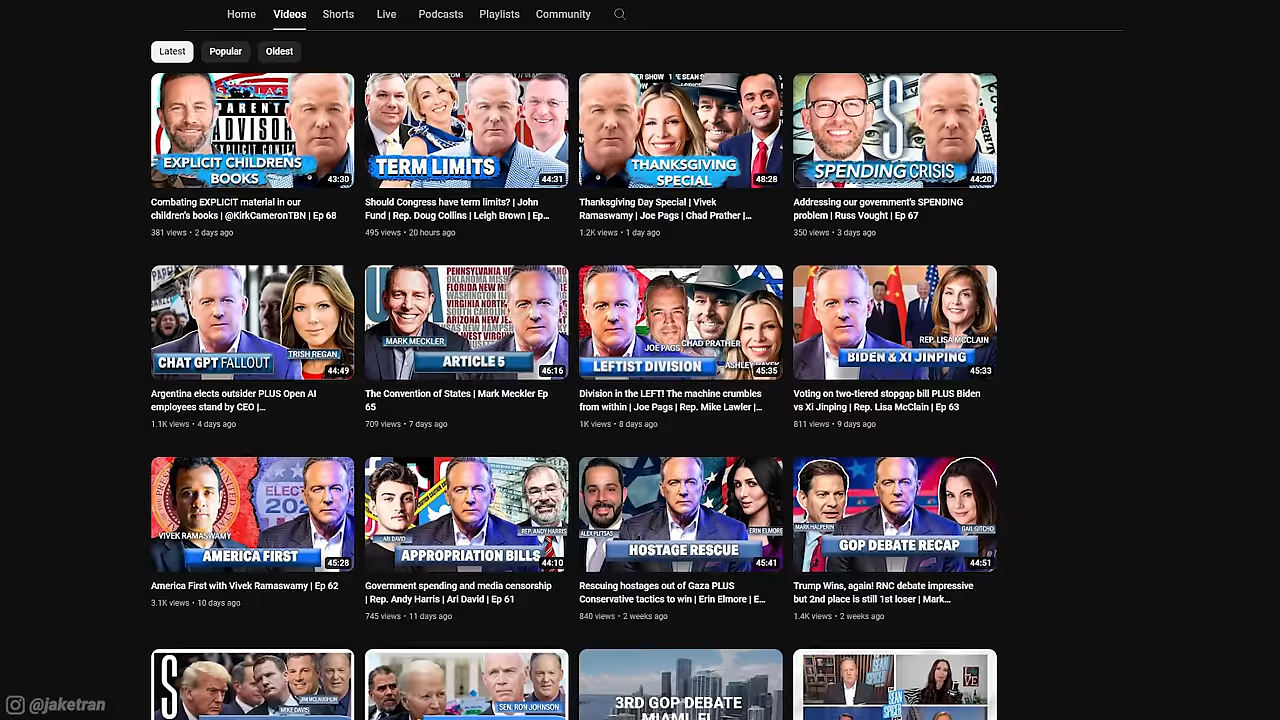 Home Videos Shorts Live Podcasts Playlists Community
Latest Popular Oldest
PARENTAL
ADVISORY
EXPLICIT CONTENT
EXPLICIT CHILDRENS
BOOKS
43:30
TERM LIMITS
44:31
THANKSGIVING
SPECIAL
48:28
SPENDING CRISIS
44:20
Combating EXPLICIT material in our
children's books | @KirkCameronTBN | Ep 68
381 views • 2 days ago
Should Congress have term limits? | John
Fund | Rep. Doug Collins | Leigh Brown | Ep...
495 views • 20 hours ago
Thanksgiving Day Special | Vivek
Ramaswamy | Joe Pags | Chad Prather |...
1.2K views • 1 day ago
Addressing our government's SPENDING
problem | Russ Vought | Ep 67
350 views • 3 days ago
TRISH REGAN
CHAT GPT FALLOUT
44:49
MARK MECKLER
ARTICLE 5
46:16
JOE PAGS
CHAD PRATHER
LEFTIST DIVISION
45:35
REP. LISA MCCLAIN
BIDEN & XI JINPING
45:33
Argentina elects outsider PLUS Open AI
employees stand by CEO |...
1.1K views • 4 days ago
The Convention of States | Mark Meckler Ep
65
709 views • 7 days ago
Division in the LEFT! The machine crumbles
from within | Joe Pags | Rep. Mike Lawler |...
1K views • 8 days ago
Voting on two-tiered stopgap bill PLUS Biden
vs Xi Jinping | Rep. Lisa McClain | Ep 63
811 views • 9 days ago
VIVEK RAMASWAMY
AMERICA FIRST
45:28
ARI DAVID
REP. ANDY HARRIS
APPROPRIATION BILLS
44:10
ALEX PLITSAS
ERIN ELMORE
HOSTAGE RESCUE
45:41
MARK HALPERIN
GAIL GITCHO
GOP DEBATE RECAP
44:51
America First with Vivek Ramaswamy | Ep 62
3.1K views • 10 days ago
Government spending and media censorship
| Rep. Andy Harris | Ari David | Ep 61
745 views • 11 days ago
Rescuing hostages out of Gaza PLUS
Conservative tactics to win | Erin Elmore | E...
840 views • 2 weeks ago
Trump Wins, again! RNC debate impressive
but 2nd place is still 1st loser | Mark...
1.4K views • 2 weeks ago
JIM MCLAUGHLIN
MIKE DAVIS
SEN. RON JOHNSON
3RD GOP DEBATE
MIAMI, FL
@jaketran